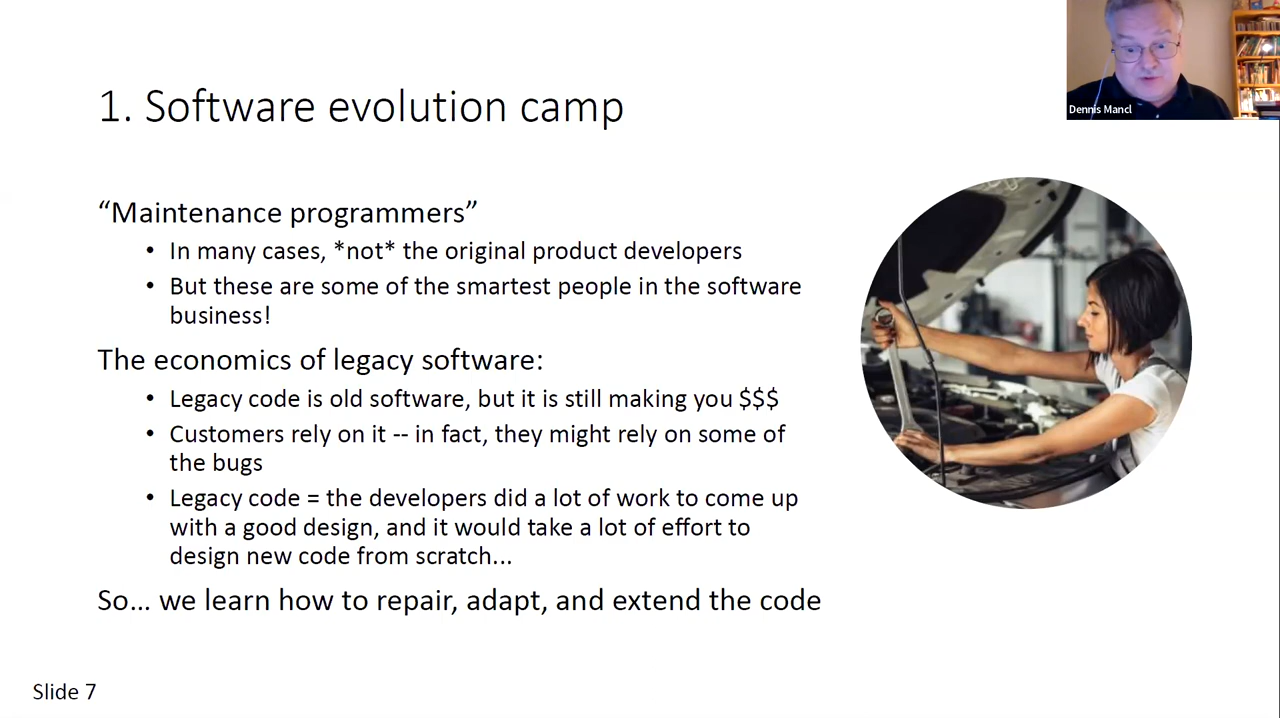 Dennis Mancl
1. Software evolution camp
“Maintenance programmers”
• In many cases, *not* the original product developers
• But these are some of the smartest people in the software
business!
The economics of legacy software:
• Legacy code is old software, but it is still making you $$$
• Customers rely on it -- in fact, they might rely on some of
the bugs
• Legacy code = the developers did a lot of work to come up
with a good design, and it would take a lot of effort to
design new code from scratch...
So... we learn how to repair, adapt, and extend the code
Slide 7